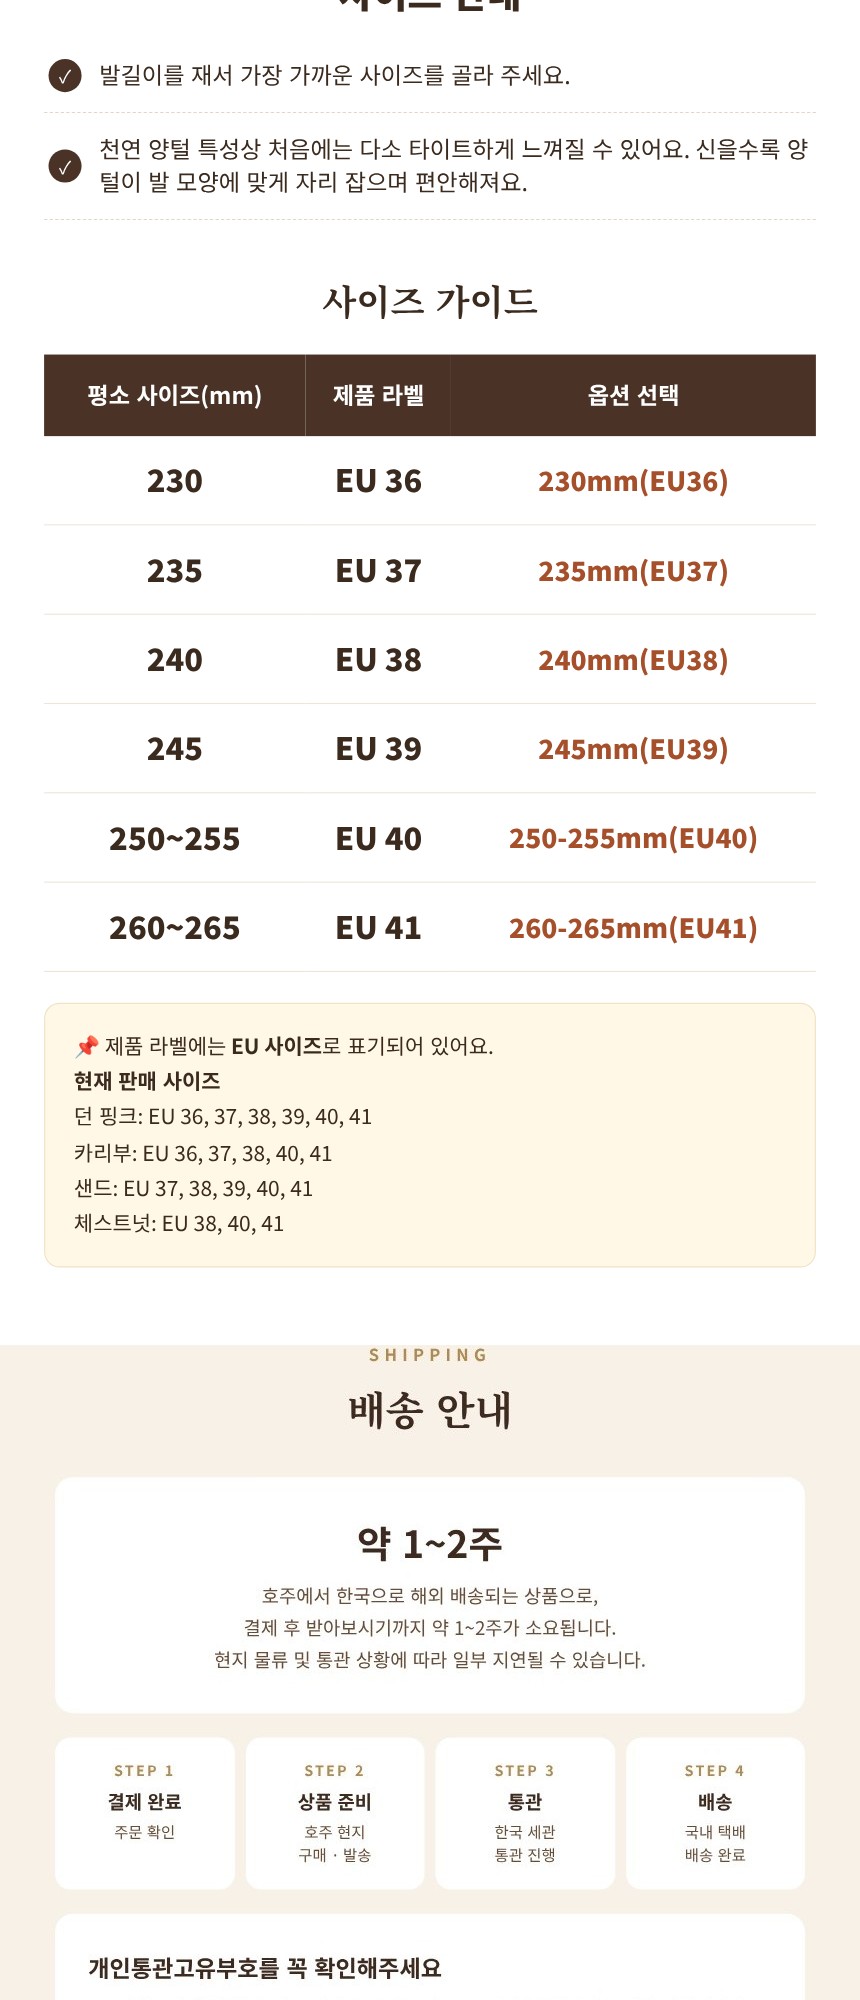 사이즈 안내
✓ 발길이를 재서 가장 가까운 사이즈를 골라 주세요.
✓ 천연 양털 특성상 처음에는 다소 타이트하게 느껴질 수 있어요. 신을수록 양
털이 발 모양에 맞게 자리 잡으며 편안해져요.
사이즈 가이드
평소 사이즈(mm) 제품 라벨 옵션 선택
230 EU 36 230mm(EU36)
235 EU 37 235mm(EU37)
240 EU 38 240mm(EU38)
245 EU 39 245mm(EU39)
250~255 EU 40 250-255mm(EU40)
260~265 EU 41 260-265mm(EU41)
📌 제품 라벨에는 EU 사이즈로 표기되어 있어요.
현재 판매 사이즈
던 핑크: EU 36, 37, 38, 39, 40, 41
카리부: EU 36, 37, 38, 40, 41
샌드: EU 37, 38, 39, 40, 41
체스트넛: EU 38, 40, 41
SHIPPING
배송 안내
약 1~2주
호주에서 한국으로 해외 배송되는 상품으로,
결제 후 받아보시기까지 약 1~2주가 소요됩니다.
현지 물류 및 통관 상황에 따라 일부 지연될 수 있습니다.
STEP 1
결제 완료
주문 확인
STEP 2
상품 준비
호주 현지
구매 · 발송
STEP 3
통관
한국 세관
통관 진행
STEP 4
배송
국내 택배
배송 완료
개인통관고유부호를 꼭 확인해주세요